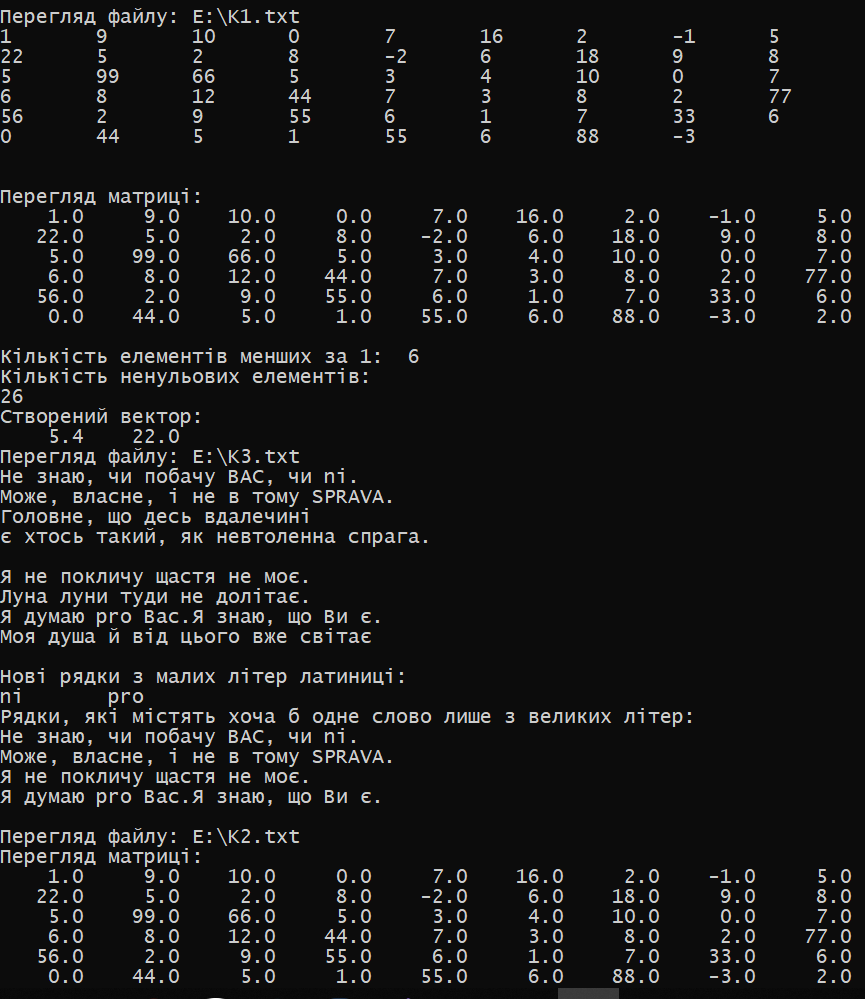 Перегляд файлу: E:\K1.txt
1 9 10 0 7 16 2 -1 5
22 5 2 8 -2 6 18 9 8
5 99 66 5 3 4 10 0 7
6 8 12 44 7 3 8 2 77
56 2 9 55 6 1 7 33 6
0 44 5 1 55 6 88 -3
Перегляд матриці:
1.0 9.0 10.0 0.0 7.0 16.0 2.0 -1.0 5.0
22.0 5.0 2.0 8.0 -2.0 6.0 18.0 9.0 8.0
5.0 99.0 66.0 5.0 3.0 4.0 10.0 0.0 7.0
6.0 8.0 12.0 44.0 7.0 3.0 8.0 2.0 77.0
56.0 2.0 9.0 55.0 6.0 1.0 7.0 33.0 6.0
0.0 44.0 5.0 1.0 55.0 6.0 88.0 -3.0 2.0
Кількість елементів менших за 1: 6
Кількість ненульових елементів:
26
Створений вектор:
5.4 22.0
Перегляд файлу: E:\K3.txt
Не знаю, чи побачу ВАС, чи ni.
Може, власне, і не в тому SPRAVA.
Головне, що десь вдалечині
є хтось такий, як невтоленна спрага.
Я не покличу щастя не моє.
Луна луни туди не долітає.
Я думаю pro Вас.Я знаю, що Ви є.
Моя душа й від цього вже світає
Нові рядки з малих літер латиниці:
ni pro
Рядки, які містять хоча б одне слово лише з великих літер:
Не знаю, чи побачу ВАС, чи ni.
Може, власне, і не в тому SPRAVA.
Я не покличу щастя не моє.
Я думаю pro Вас.Я знаю, що Ви є.
Перегляд файлу: E:\K2.txt
Перегляд матриці:
1.0 9.0 10.0 0.0 7.0 16.0 2.0 -1.0 5.0
22.0 5.0 2.0 8.0 -2.0 6.0 18.0 9.0 8.0
5.0 99.0 66.0 5.0 3.0 4.0 10.0 0.0 7.0
6.0 8.0 12.0 44.0 7.0 3.0 8.0 2.0 77.0
56.0 2.0 9.0 55.0 6.0 1.0 7.0 33.0 6.0
0.0 44.0 5.0 1.0 55.0 6.0 88.0 -3.0 2.0